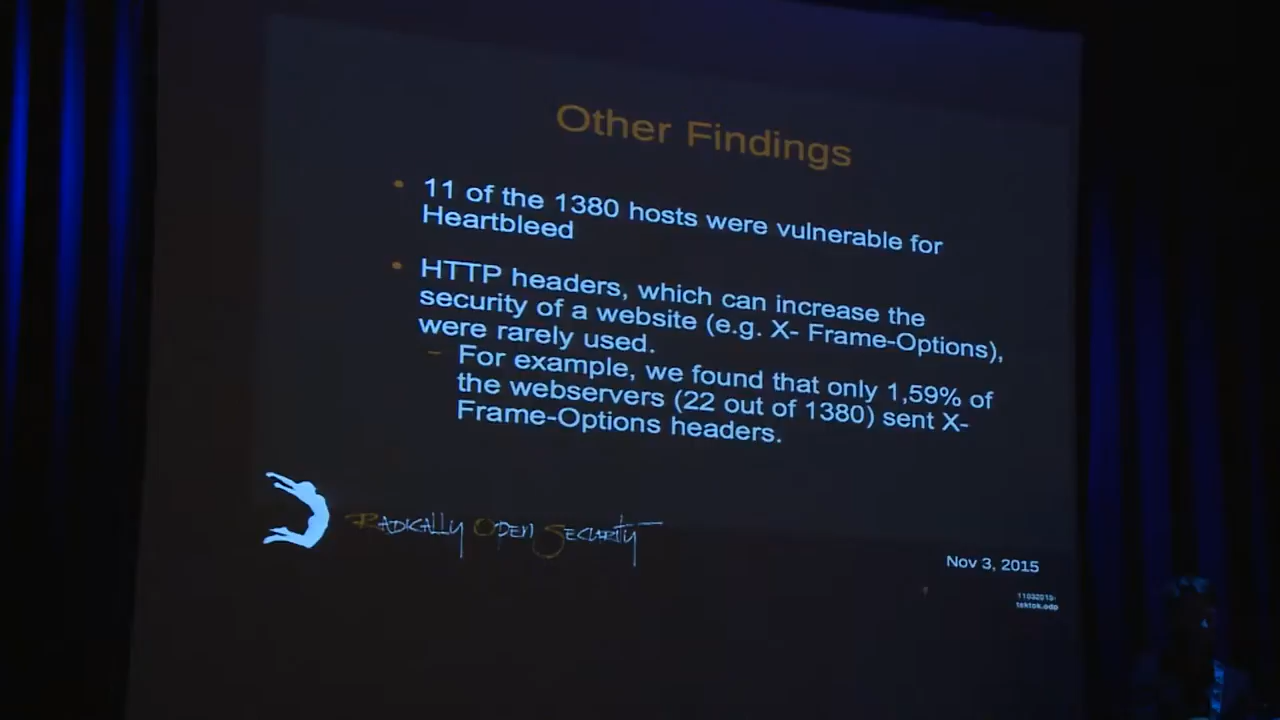 Other Findings
11 of the 1380 hosts were vulnerable for
Heartbleed
HTTP headers, which can increase the
security of a website (e.g. X- Frame-Options),
were rarely used.
– For example, we found that only 1,59% of
the webservers (22 out of 1380) sent X-
Frame-Options headers.
RADICALLY OPEN SECURITY
Nov 3, 2015